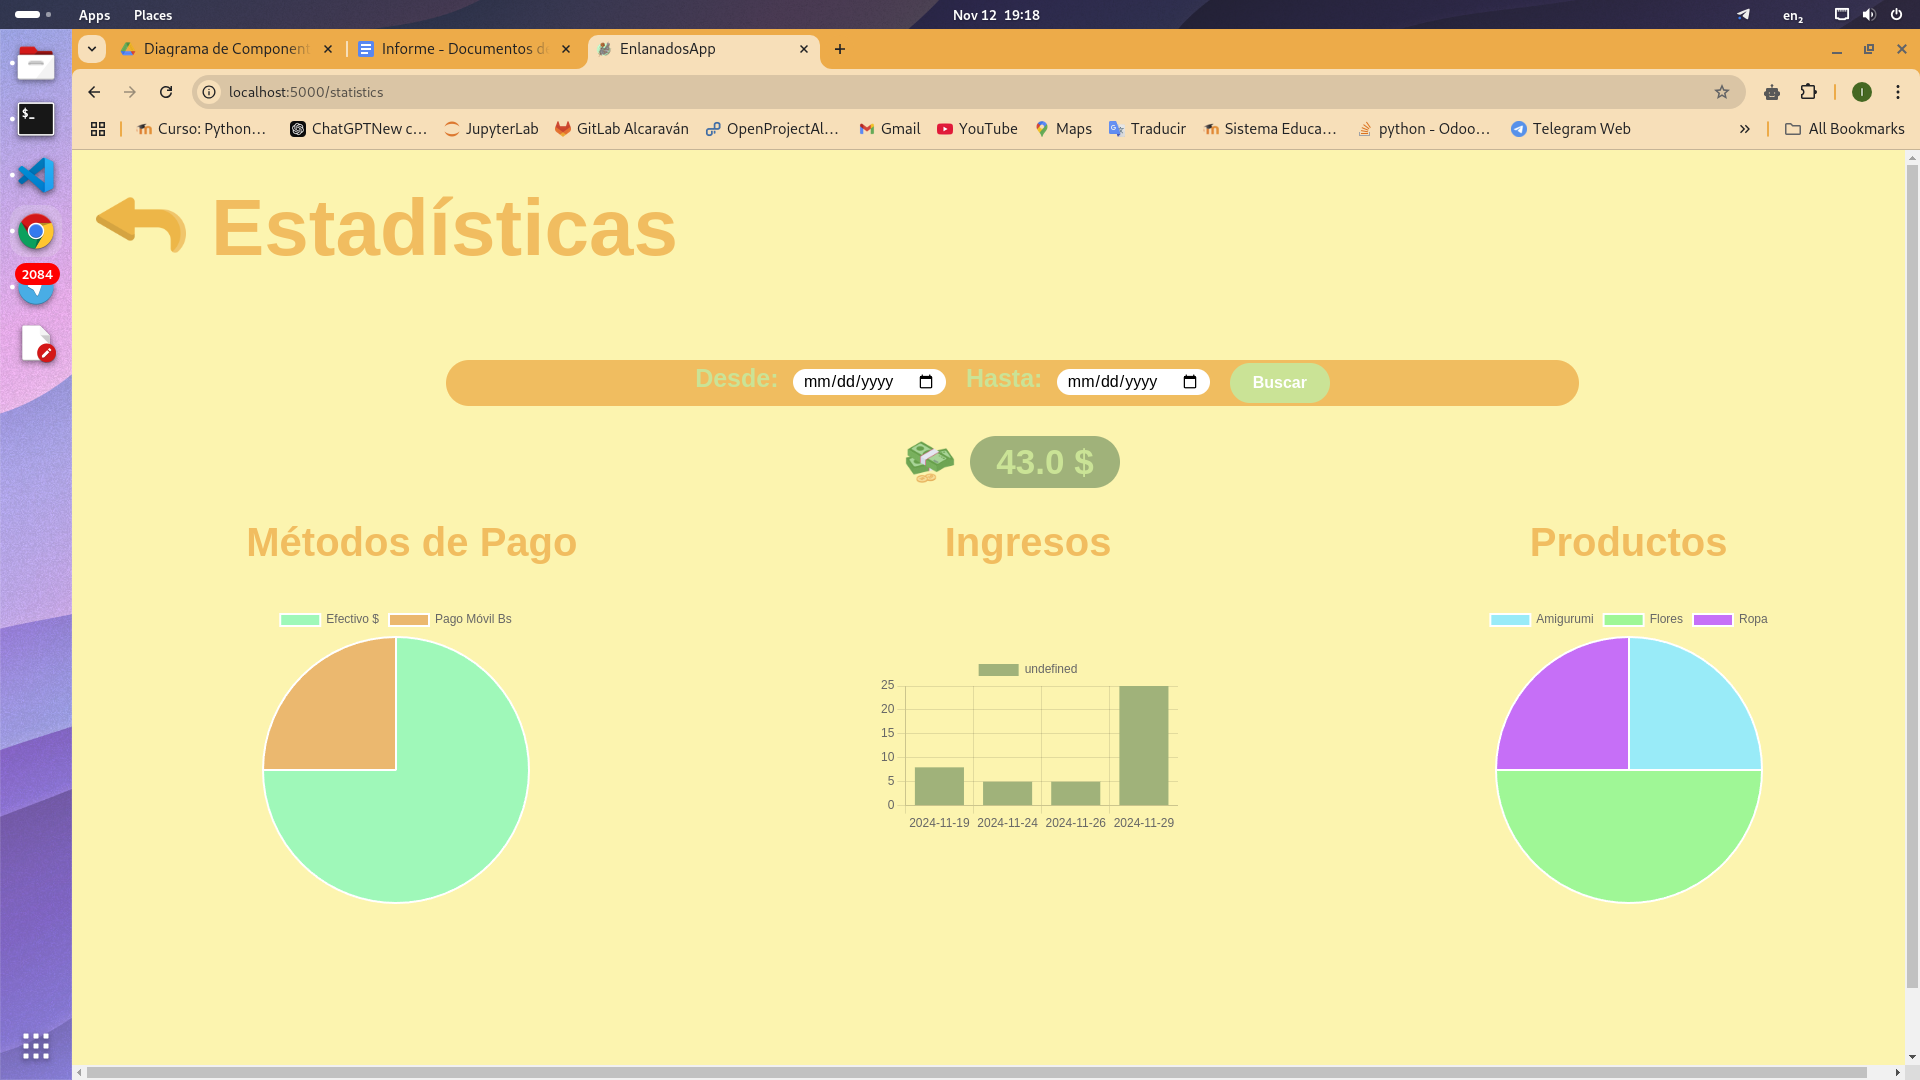 Apps Places Nov 12 19:18 en2
Diagrama de Component Informe - Documentos de EnlanadosApp
localhost:5000/statistics I
Curso: Python... ChatGPTNew c... JupyterLab GitLab Alcaraván OpenProjectAl... Gmail YouTube Maps Traducir Sistema Educa... python - Odoo... Telegram Web » All Bookmarks
$_
2084
Estadísticas
Desde: mm/dd/yyyy Hasta: mm/dd/yyyy Buscar
43.0 $
Métodos de Pago Ingresos Productos
Efectivo $ Pago Móvil Bs
undefined
25
20
15
10
5
0
2024-11-19 2024-11-24 2024-11-26 2024-11-29
Amigurumi Flores Ropa